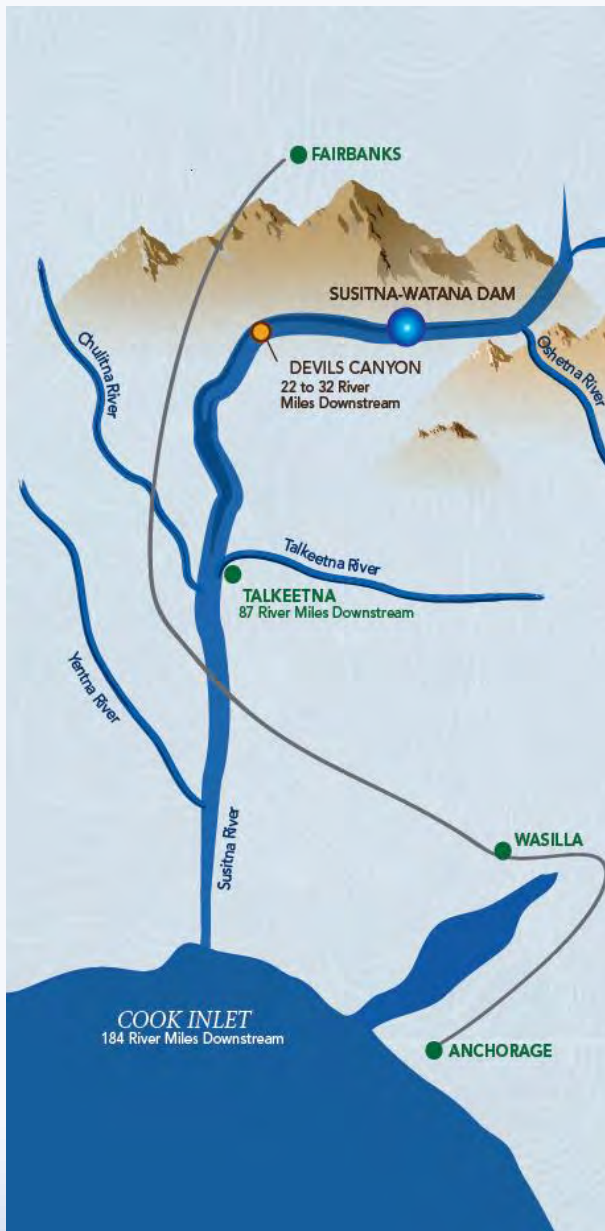 FAIRBANKS
SUSITNA-WATANA DAM
DEVILS CANYON
22 to 32 River
Miles Downstream
Chulitna River
Oshetna River
Talkeetna River
TALKEETNA
87 River Miles Downstream
Yentna River
Susitna River
WASILLA
COOK INLET
184 River Miles Downstream
ANCHORAGE